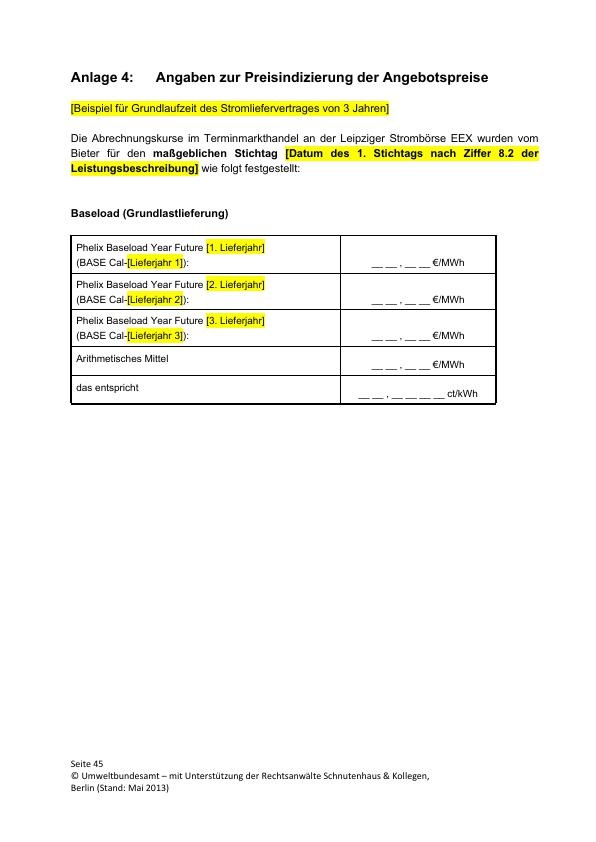 Anlage 4: Angaben zur Preisindizierung der Angebotspreise
[Beispiel für Grundlaufzeit des Stromliefervertrages von 3 Jahren]
Die Abrechnungskurse im Terminmarkthandel an der Leipziger Strombörse EEX wurden vom
Bieter für den maßgeblichen Stichtag [Datum des 1. Stichtags nach Ziffer 8.2 der
Leistungsbeschreibung] wie folgt festgestellt:
Baseload (Grundlastlieferung)
Phelix Baseload Year Future [1. Lieferjahr]
(BASE Cal-[Lieferjahr 1]):
__ __ , __ __ €/MWh
Phelix Baseload Year Future [2. Lieferjahr]
(BASE Cal-[Lieferjahr 2]):
__ __ , __ __ €/MWh
Phelix Baseload Year Future [3. Lieferjahr]
(BASE Cal-[Lieferjahr 3]):
__ __ , __ __ €/MWh
Arithmetisches Mittel
__ __ , __ __ €/MWh
das entspricht
__ __ , __ __ __ __ ct/kWh
Seite 45
© Umweltbundesamt – mit Unterstützung der Rechtsanwälte Schnutenhaus & Kollegen,
Berlin (Stand: Mai 2013)